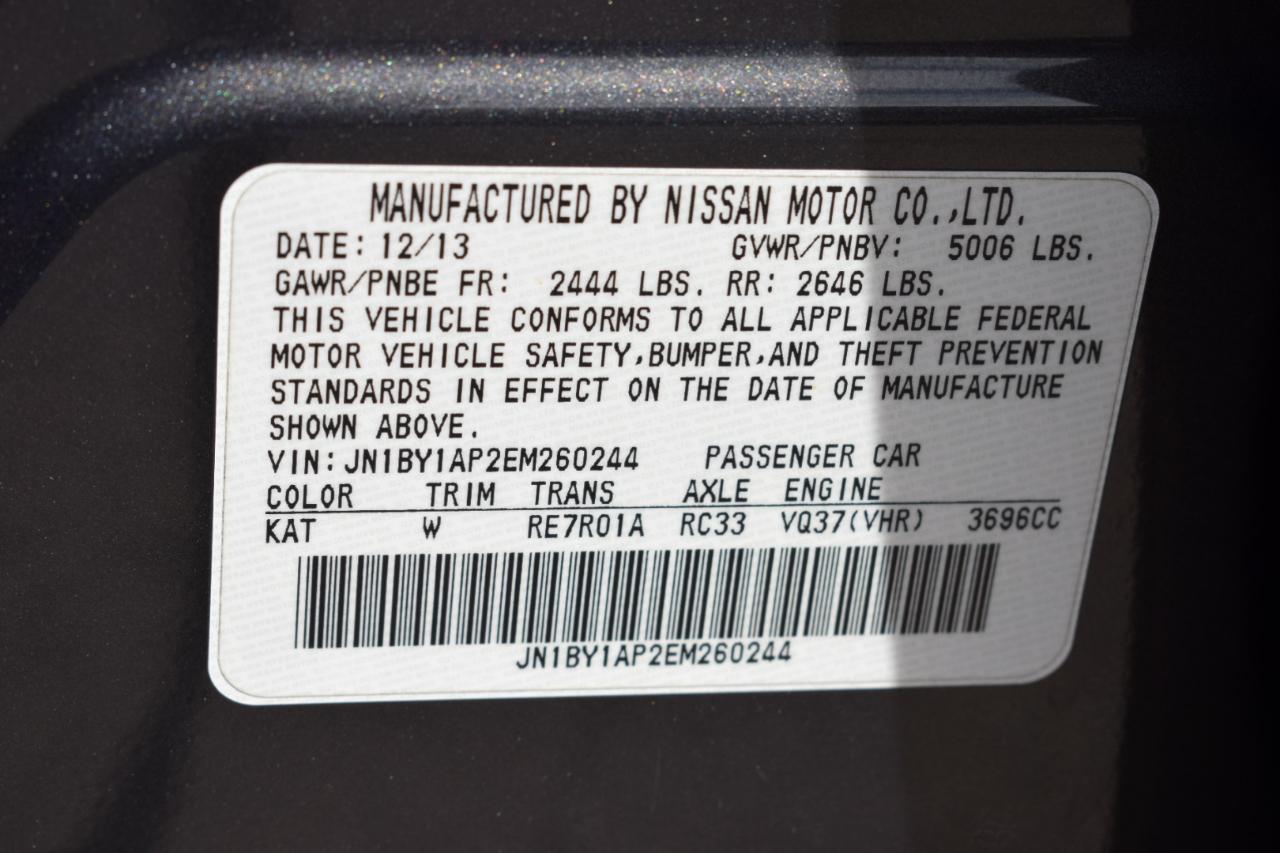 MANUFACTURED BY NISSAN MOTOR CO.,LTD.
DATE: 12/13 GVWR/PNBV: 5006 LBS.
GAWR/PNBE FR: 2444 LBS. RR: 2646 LBS.
THIS VEHICLE CONFORMS TO ALL APPLICABLE FEDERAL
MOTOR VEHICLE SAFETY,BUMPER,AND THEFT PREVENTION
STANDARDS IN EFFECT ON THE DATE OF MANUFACTURE
SHOWN ABOVE.
VIN:JN1BY1AP2EM260244 PASSENGER CAR
COLOR TRIM TRANS AXLE ENGINE
KAT W RE7R01A RC33 VQ37(VHR) 3696CC
JN1BY1AP2EM260244